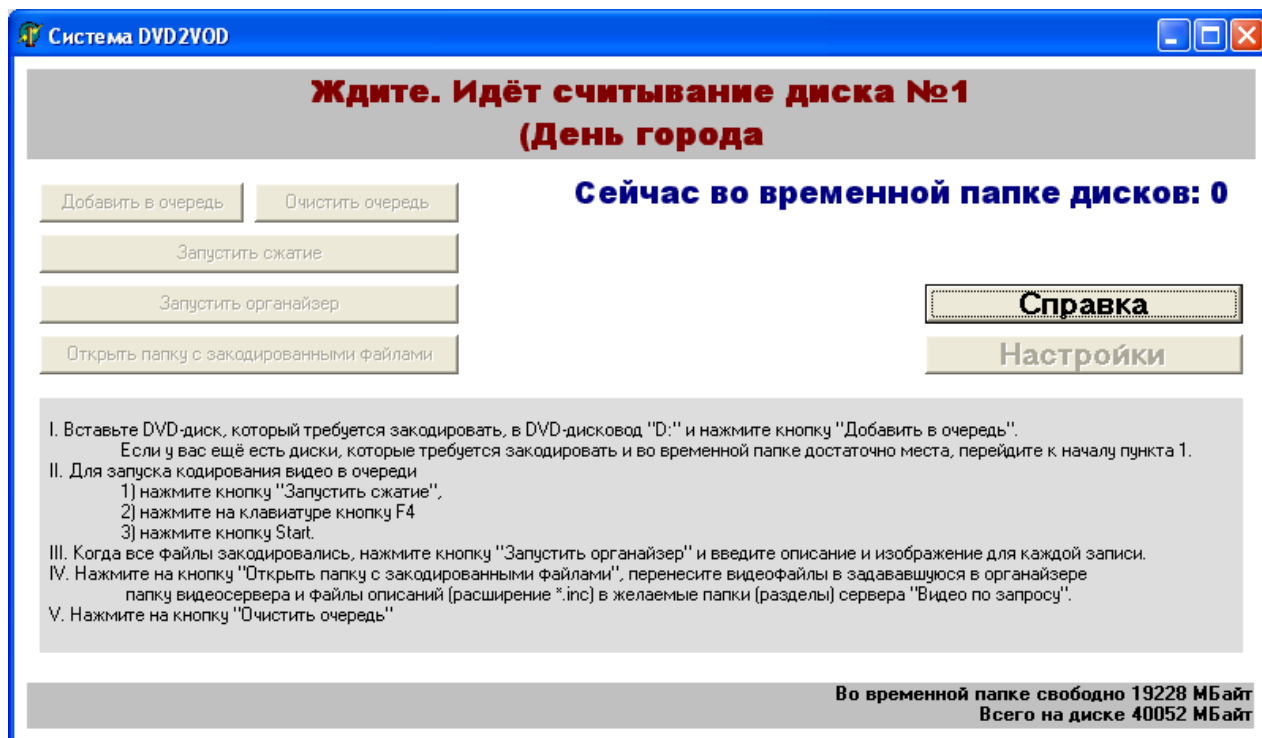 Система DVD2VOD
Ждите. Идёт считывание диска №1
(День города
Сейчас во временной папке дисков: 0
Добавить в очередь
Очистить очередь
Запустить сжатие
Запустить органайзер
Справка
Открыть папку с закодированными файлами
Настройки
I. Вставьте DVD-диск, который требуется закодировать, в DVD-дисковод "D:" и нажмите кнопку "Добавить в очередь".
Если у вас ещё есть диски, которые требуется закодировать и во временной папке достаточно места, перейдите к началу пункта 1.
II. Для запуска кодирования видео в очереди
1) нажмите кнопку "Запустить сжатие",
2) нажмите на клавиатуре кнопку F4
3) нажмите кнопку Start.
III. Когда все файлы закодировались, нажмите кнопку "Запустить органайзер" и введите описание и изображение для каждой записи.
IV. Нажмите на кнопку "Открыть папку с закодированными файлами", перенесите видеофайлы в задававшуюся в органайзере
папку видеосервера и файлы описаний (расширение *.inc) в желаемые папки (разделы) сервера "Видео по запросу".
V. Нажмите на кнопку "Очистить очередь"
Во временной папке свободно 19228 МБайт
Всего на диске 40052 МБайт